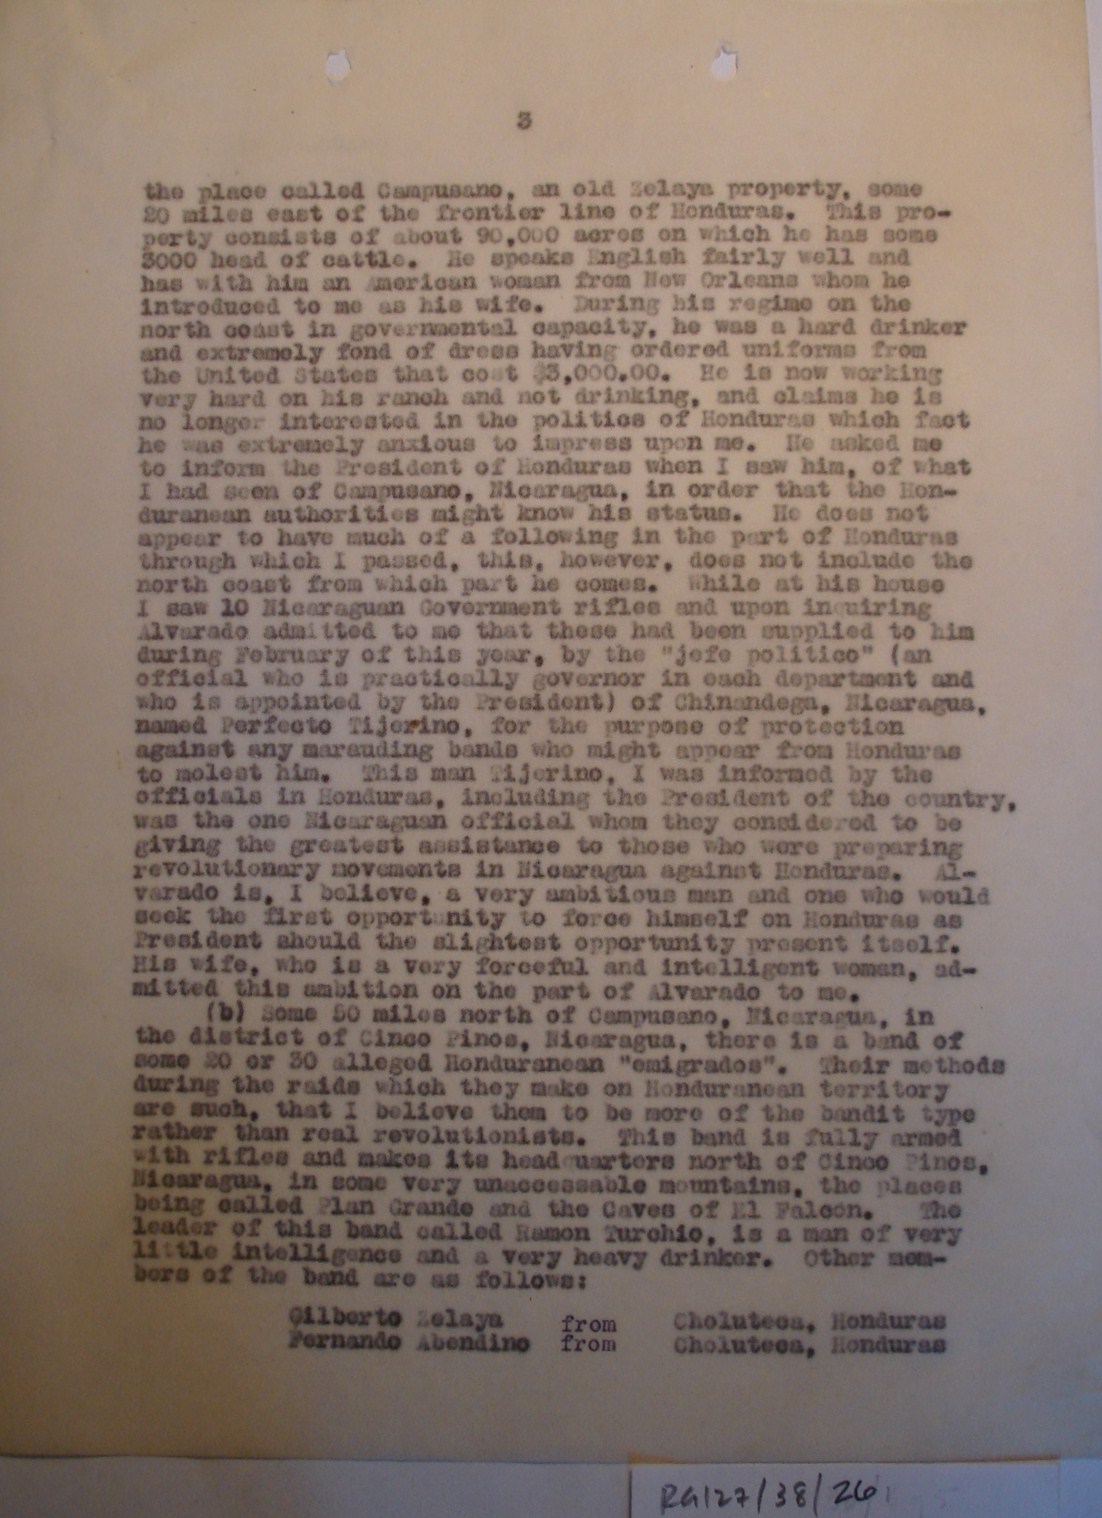 3
the place called Campusano, an old Zelaya property, some
20 miles east of the frontier line of Honduras. This pro-
perty consists of about 90,000 acres on which he has some
3000 head of cattle. He speaks English fairly well and
has with him an American woman from New Orleans whom he
introduced to me as his wife. During his regime on the
north coast in governmental capacity, he was a hard drinker
and extremely fond of dress having ordered uniforms from
the United States that cost $3,000.00. He is now working
very hard on his ranch and not drinking, and claims he is
no longer interested in the politics of Honduras which fact
he was extremely anxious to impress upon me. He asked me
to inform the President of Honduras when I saw him, of what
I had seen of Campusano, Nicaragua, in order that the Hon-
duranean authorities might know his status. He does not
appear to have much of a following in the part of Honduras
through which I passed, this, however, does not include the
north coast from which part he comes. While at his house
I saw 10 Nicaraguan Government rifles and upon inquiring
Alvarado admitted to me that these had been supplied to him
during February of this year, by the "jefe politico" (an
official who is practically governor in each department and
who is appointed by the President) of Chinandega, Nicaragua,
named Perfecto Tijerino, for the purpose of protection
against any marauding bands who might appear from Honduras
to molest him. This man Tijerino, I was informed by the
officials in Honduras, including the President of the country,
was the one Nicaraguan official whom they considered to be
giving the greatest assistance to those who were preparing
revolutionary movements in Nicaragua against Honduras. Al-
varado is, I believe, a very ambitious man and one who would
seek the first opportunity to force himself on Honduras as
President should the slightest opportunity present itself.
His wife, who is a very forceful and intelligent woman, ad-
mitted this ambition on the part of Alvarado to me.
(b) Some 50 miles north of Campusano, Nicaragua, in
the district of Cinco Pinos, Nicaragua, there is a band of
some 20 or 30 alleged Honduranean "emigrados". Their methods
during the raids which they make on Honduranean territory
are such, that I believe them to be more of the bandit type
rather than real revolutionists. This band is fully armed
with rifles and makes its headquarters north of Cinco Pinos,
Nicaragua, in some very unaccessable mountains, the places
being called Plan Grande and the Caves of El Falcon. The
leader of this band called Ramon Turchio, is a man of very
little intelligence and a very heavy drinker. Other mem-
bers of the band are as follows:
Gilberto Zelaya from Choluteca, Honduras
Fernando Abendino from Choluteca, Honduras
RG127/38/26